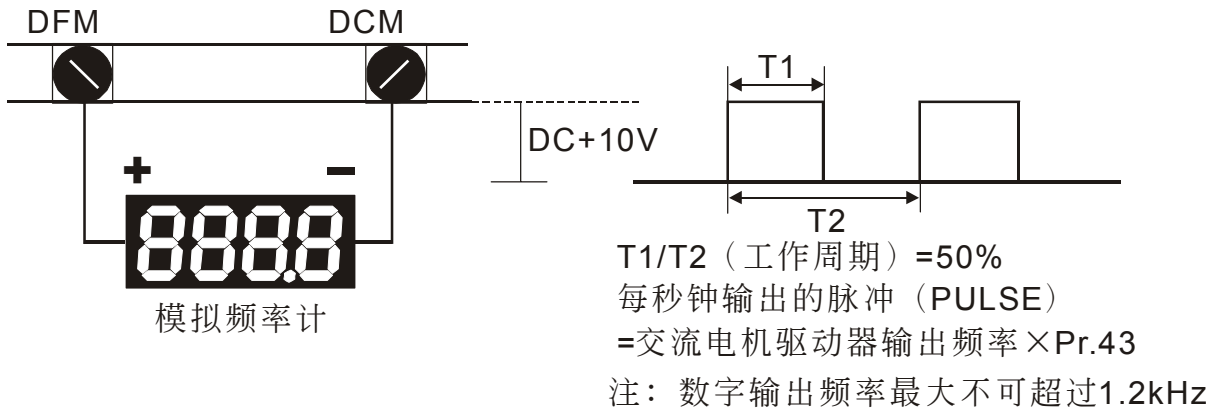 DFM
DCM
T1
DC+10V
+
-
8888.8
T2
模拟频率计
T1/T2（工作周期）=50%
每秒钟输出的脉冲（PULSE）
=交流电机驱动器输出频率×Pr.43
注：数字输出频率最大不可超过1.2kHz